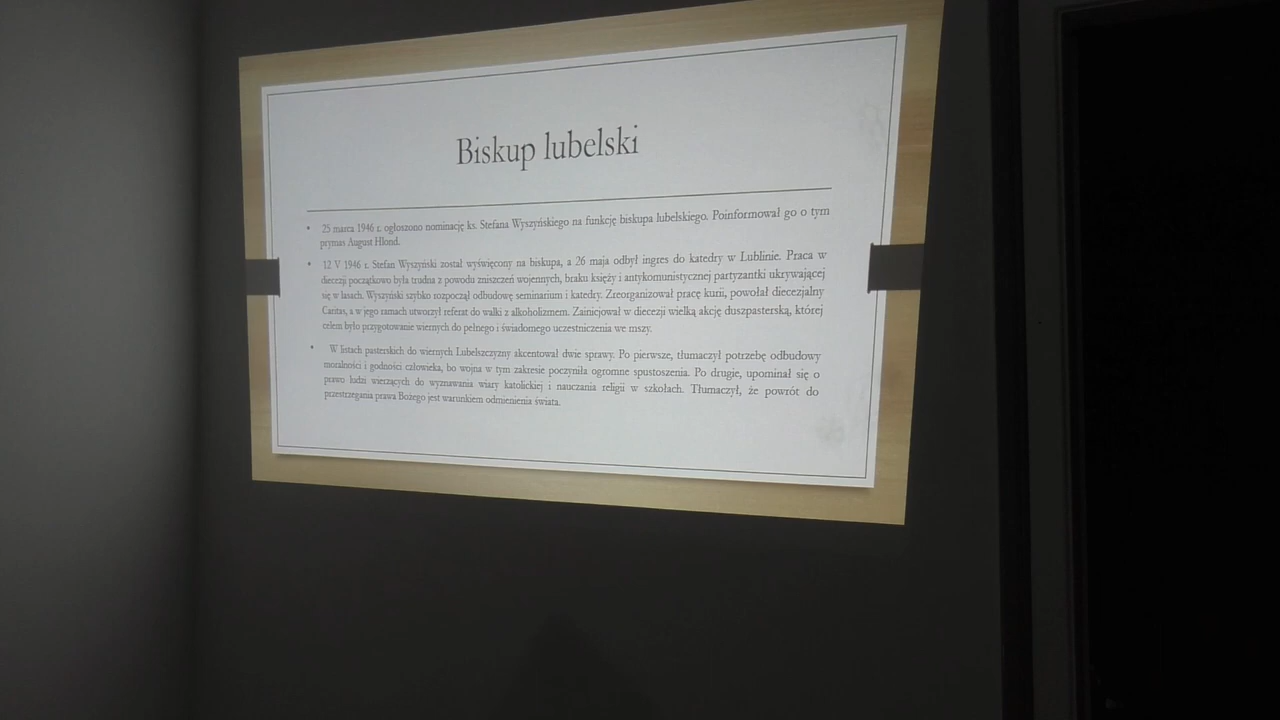 Biskup lubelski
• 25 marca 1946 r. ogłoszono nominację ks. Stefana Wyszyńskiego na funkcję biskupa lubelskiego. Poinformował go o tym
prymas August Hlond.
• 12 V 1946 r. Stefan Wyszyński został wyświęcony na biskupa, a 26 maja odbył ingres do katedry w Lublinie. Praca w
diecezji początkowo była trudna z powodu zniszczeń wojennych, braku księży i antykomunistycznej partyzantki ukrywającej
się w lasach. Wyszyński szybko rozpoczął odbudowę seminarium i katedry. Zreorganizował pracę kurii, powołał diecezjalny
Caritas, a w jego ramach utworzył referat do walki z alkoholizmem. Zainicjował w diecezji wielką akcję duszpasterską, której
celem było przygotowanie wiernych do pełnego i świadomego uczestniczenia we mszy.
• W listach pasterskich do wiernych Lubelszczyzny akcentował dwie sprawy. Po pierwsze, tłumaczył potrzebę odbudowy
moralności i godności człowieka, bo wojna w tym zakresie poczyniła ogromne spustoszenia. Po drugie, upominał się o
prawo ludzi wierzących do wyznawania wiary katolickiej i nauczania religii w szkołach. Tłumaczył, że powrót do
przestrzegania prawa Bożego jest warunkiem odmienienia świata.